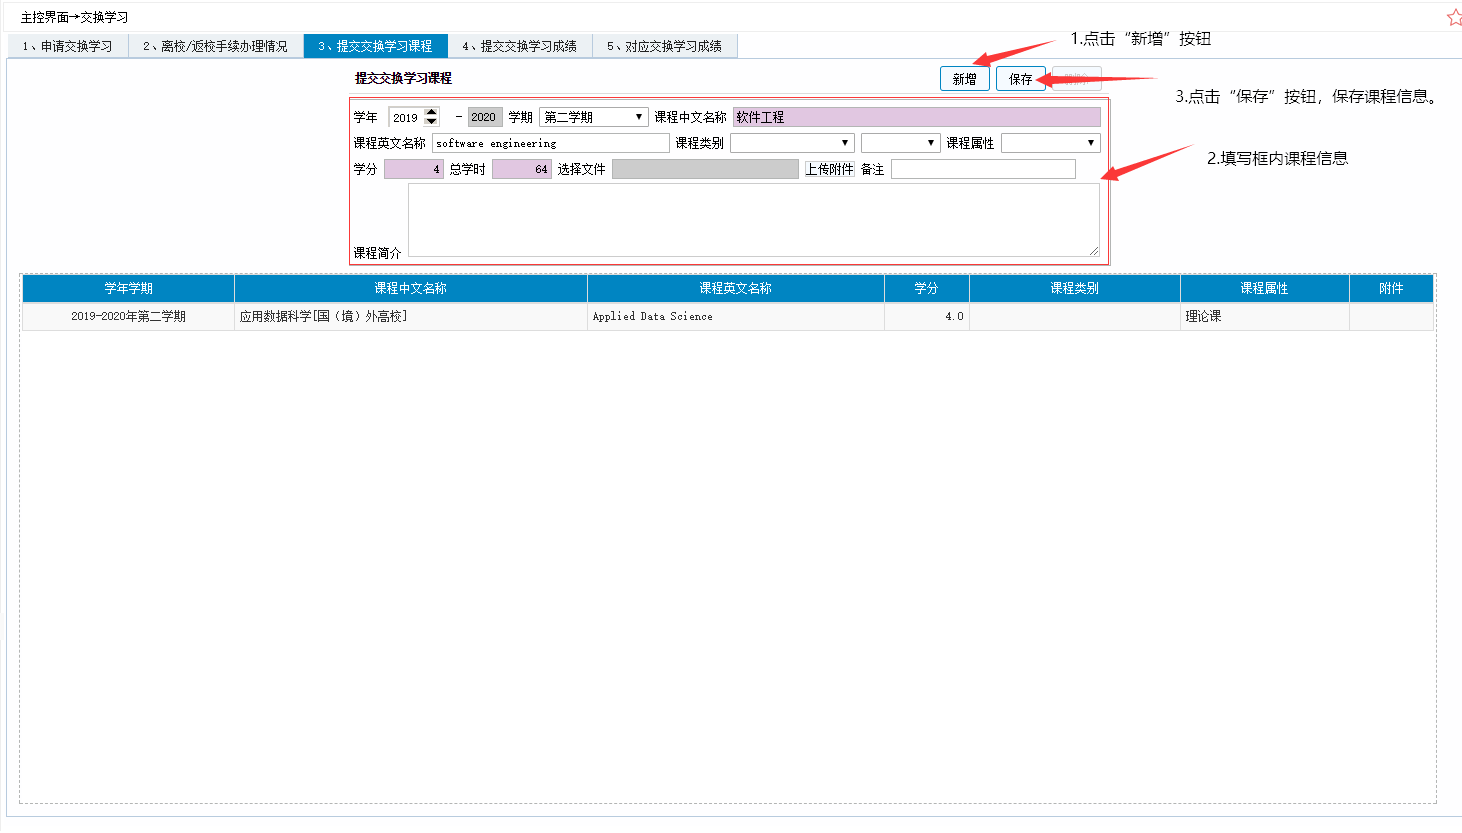 主控界面→交换学习
1、申请交换学习 2、离校/返校手续办理情况 3、提交交换学习课程 4、提交交换学习成绩 5、对应交换学习成绩
1.点击“新增”按钮
提交交换学习课程 新增 保存
3.点击“保存”按钮，保存课程信息。
学年 2019 - 2020 学期 第二学期 课程中文名称 软件工程
课程英文名称 software engineering 课程类别 课程属性
2.填写框内课程信息
学分 4 总学时 64 选择文件 上传附件 备注
课程简介
学年学期 课程中文名称 课程英文名称 学分 课程类别 课程属性 附件
2019-2020年第二学期 应用数据科学[国（境）外高校] Applied Data Science 4.0 理论课